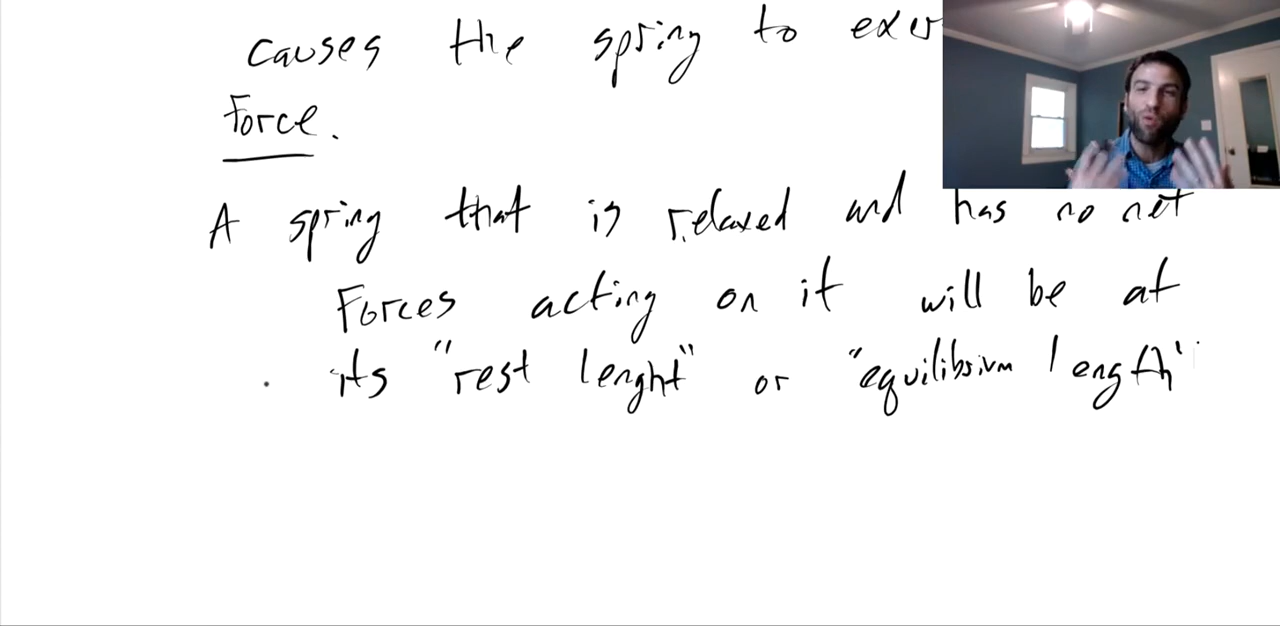 causes the spring to exer
force.
A spring that is relaxed and has no net
Forces acting on it will be at
its "rest lenght" or "equilibrium length"